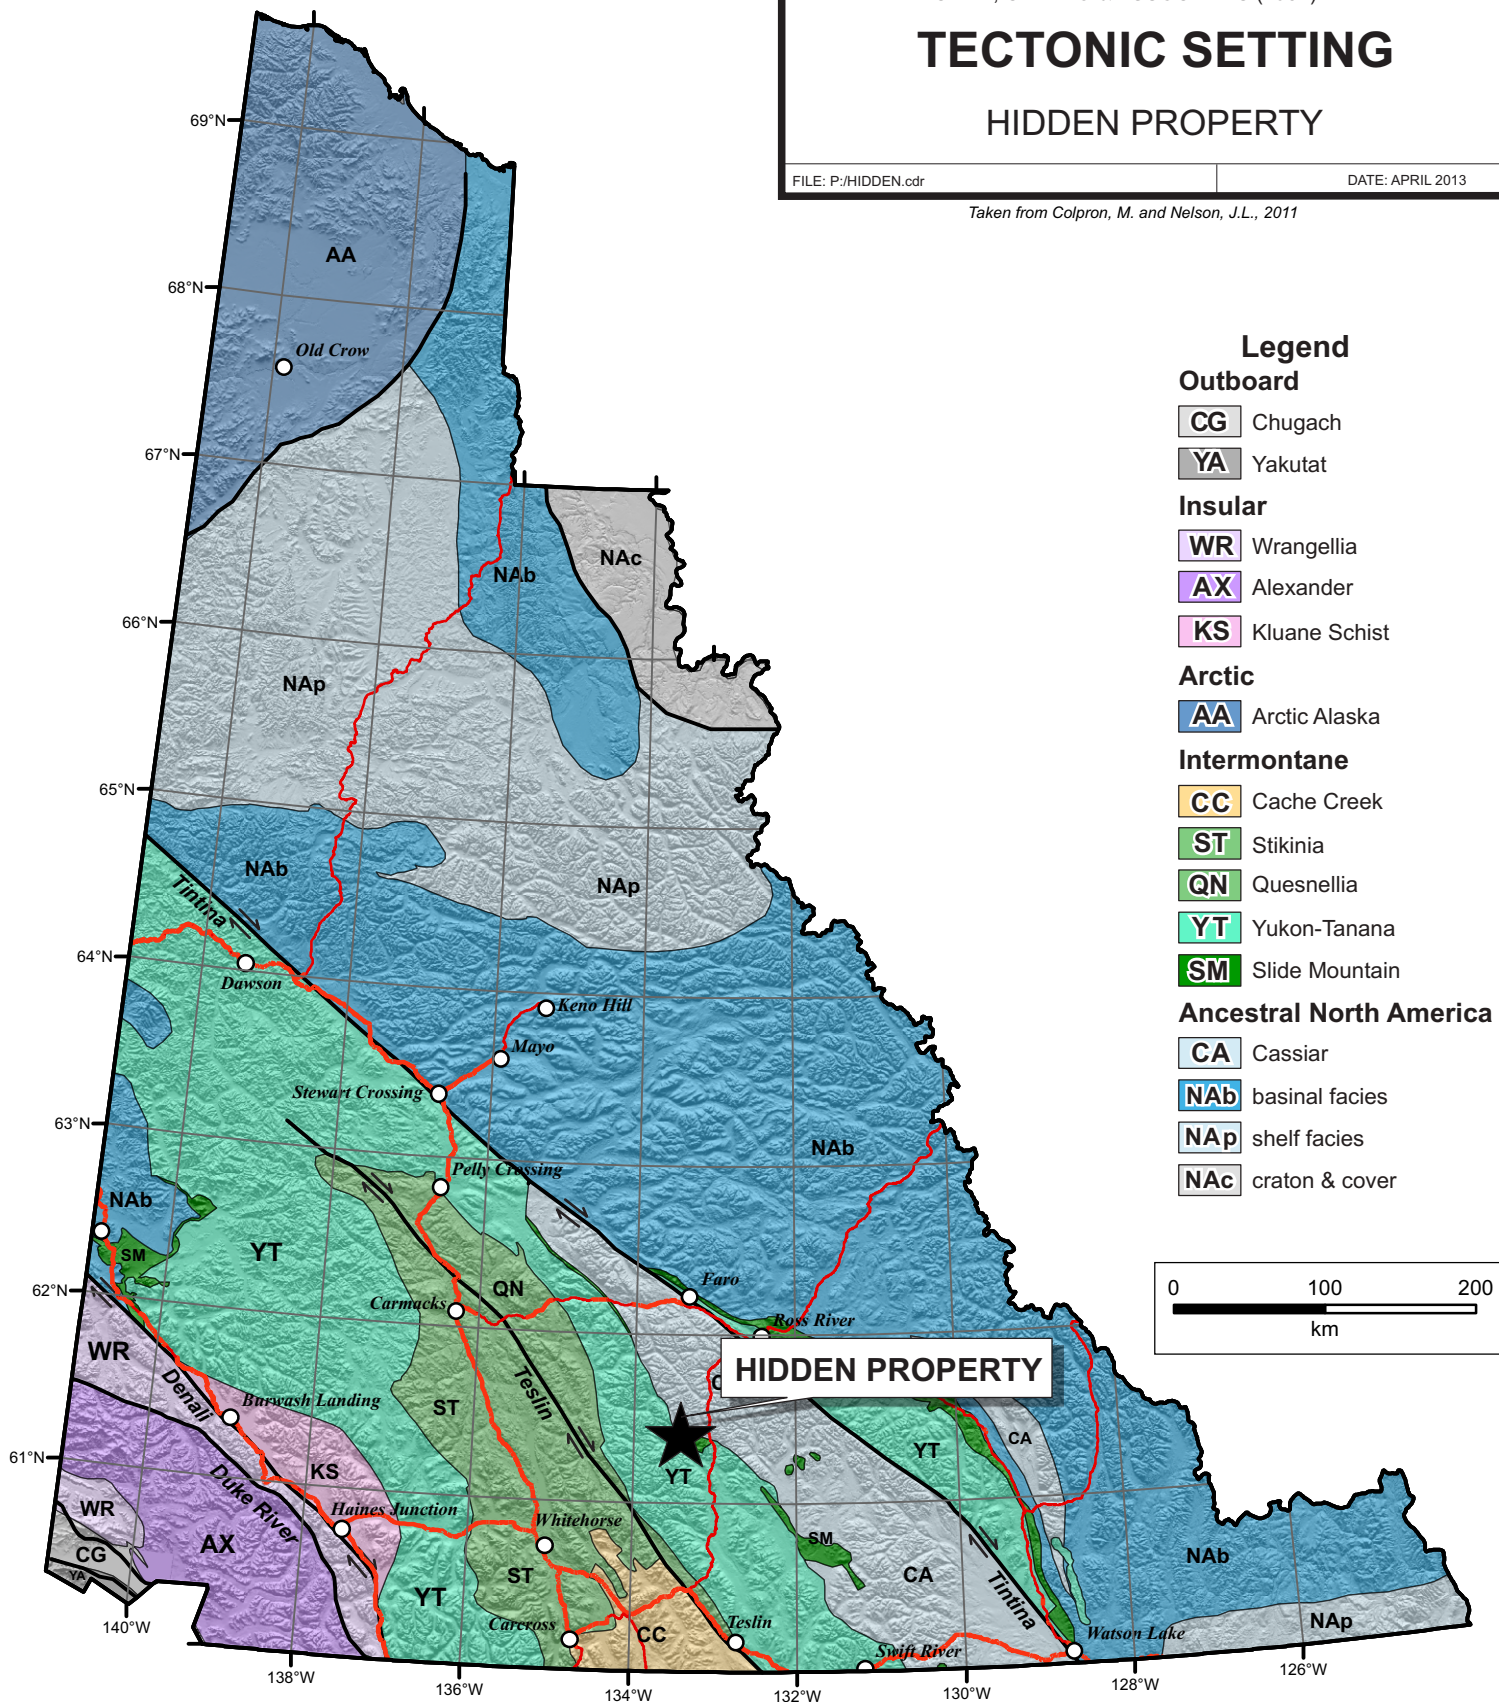 TECTONIC SETTING
HIDDEN PROPERTY
FILE: P:/HIDDEN.cdr
DATE: APRIL 2013
Taken from Colpron, M. and Nelson, J.L., 2011
69°N
68°N
67°N
66°N
65°N
64°N
63°N
62°N
61°N
140°W
138°W
136°W
134°W
132°W
130°W
128°W
126°W
AA
Old Crow
NAb
NAc
NAp
NAb
NAp
Tintina
Dawson
Keno Hill
Mayo
Stewart Crossing
NAb
Pelly Crossing
NAb
SM
YT
QN
Faro
Carmacks
Ross River
HIDDEN PROPERTY
WR
Denali
Burwash Landing
ST
Teslin
YT
CA
YT
KS
Duke River
Haines Junction
Whitehorse
WR
AX
CG
YA
SM
ST
YT
CA
Tintina
NAb
Carcross
CC
Teslin
Swift River
Watson Lake
NAp
Legend
Outboard
CG Chugach
YA Yakutat
Insular
WR Wrangellia
AX Alexander
KS Kluane Schist
Arctic
AA Arctic Alaska
Intermontane
CC Cache Creek
ST Stikinia
QN Quesnellia
YT Yukon-Tanana
SM Slide Mountain
Ancestral North America
CA Cassiar
NAb basinal facies
NAp shelf facies
NAc craton & cover
0 100 200
km